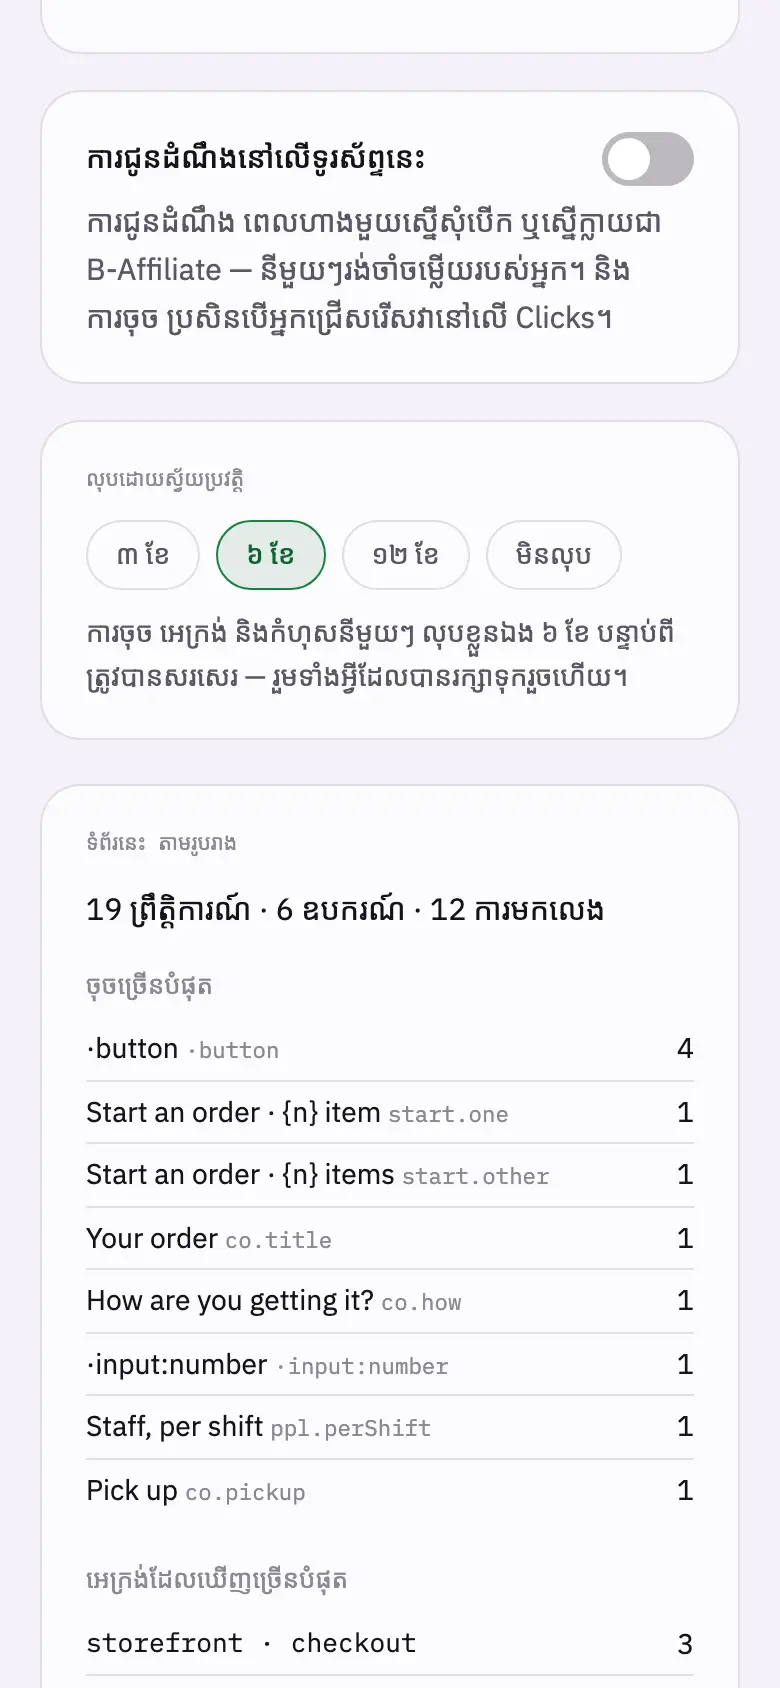 ការជូនដំណឹងនៅលើទូរស័ព្ទនេះ
ការជូនដំណឹង ពេលហាងមួយស្នើសុំបើក ឬស្នើក្លាយជា
B-Affiliate — នីមួយៗរង់ចាំចម្លើយរបស់អ្នក។ និង
ការចុច ប្រសិនបើអ្នកជ្រើសរើសវានៅលើ Clicks។
លុបដោយស្វ័យប្រវត្តិ
៣ ខែ
៦ ខែ
១២ ខែ
មិនលុប
ការចុច អេក្រង់ និងកំហុសនីមួយៗ លុបខ្លួនឯង ៦ ខែ បន្ទាប់ពី
ត្រូវបានសរសេរ — រួមទាំងអ្វីដែលបានរក្សាទុករួចហើយ។
ទំព័រនេះ តាមរូបរាង
19 ព្រឹត្តិការណ៍ · 6 ឧបករណ៍ · 12 ការមកលេង
ចុចច្រើនបំផុត
·button ·button 4
Start an order · {n} item start.one 1
Start an order · {n} items start.other 1
Your order co.title 1
How are you getting it? co.how 1
·input:number ·input:number 1
Staff, per shift ppl.perShift 1
Pick up co.pickup 1
អេក្រង់ដែលឃើញច្រើនបំផុត
storefront · checkout 3